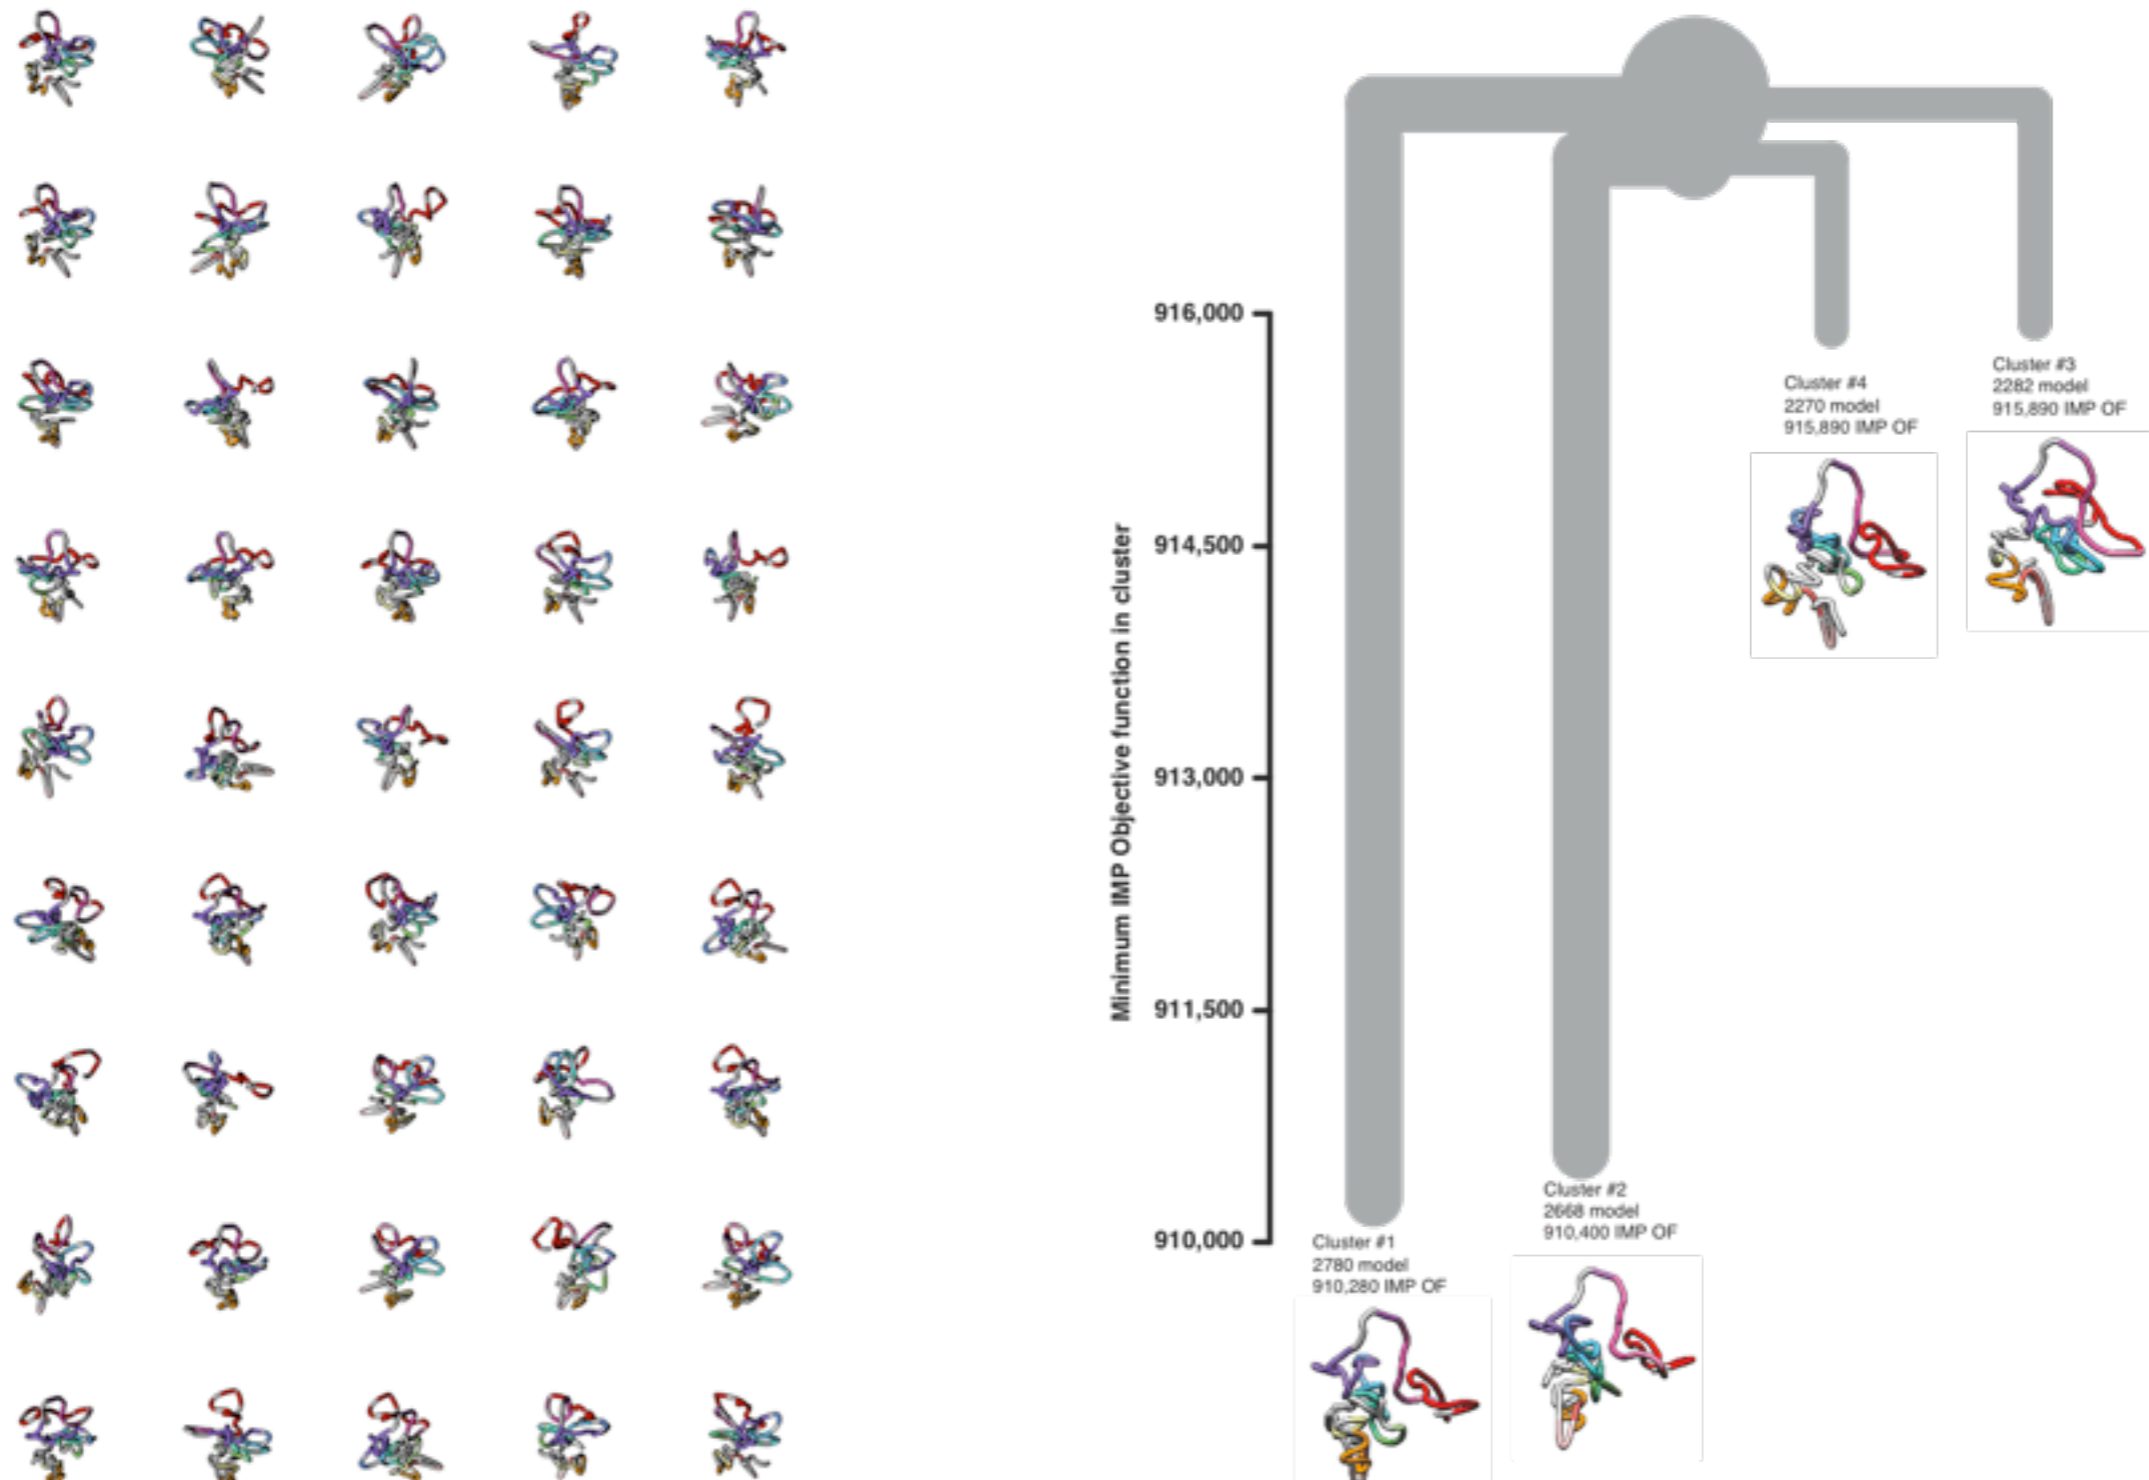 916,000
914,500
913,000
911,500
910,000
Minimum IMP Objective function in cluster
Cluster #4
2270 model
915,890 IMP OF
Cluster #3
2282 model
915,890 IMP OF
Cluster #1
2780 model
910,280 IMP OF
Cluster #2
2668 model
910,400 IMP OF